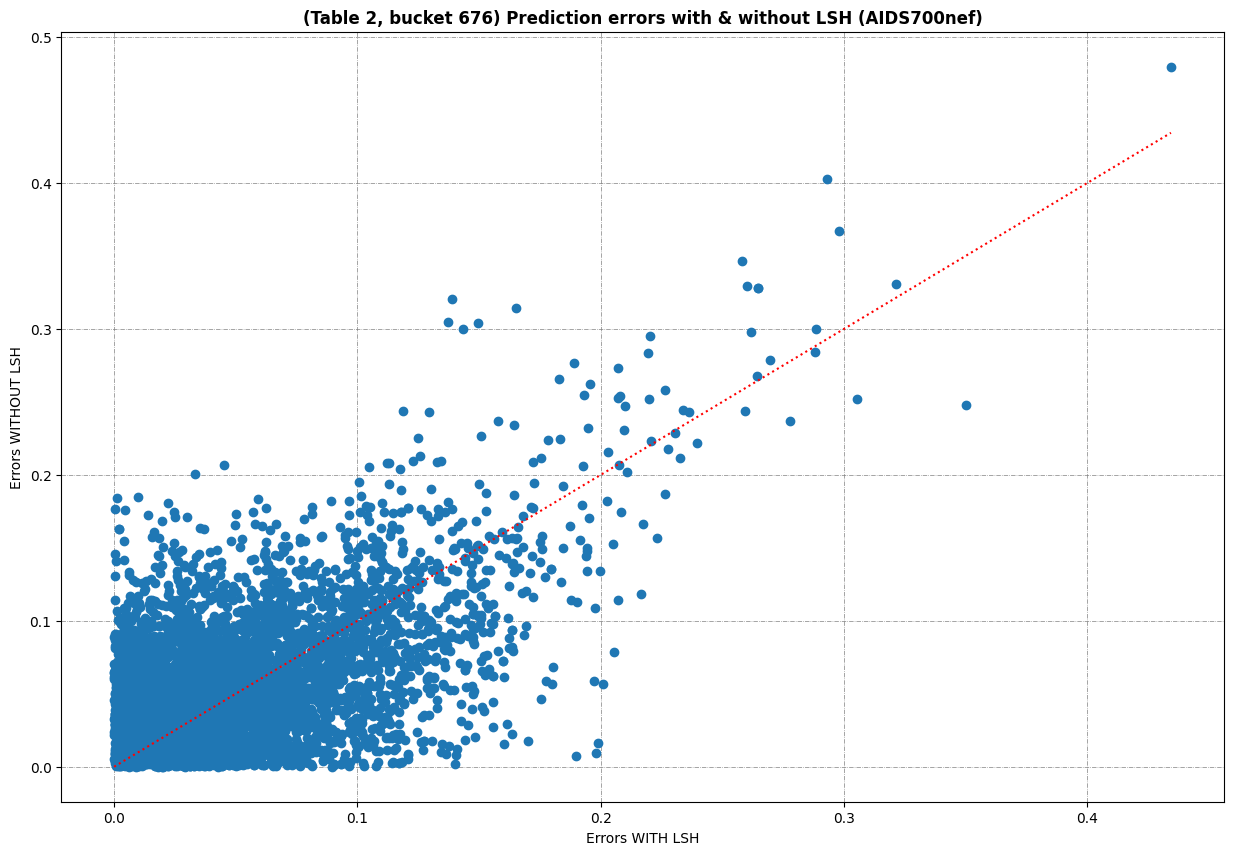 (Table 2, bucket 676) Prediction errors with & without LSH (AIDS700nef)
0.5
0.4
0.3
0.2
0.1
0.0
Errors WITHOUT LSH
0.0 0.1 0.2 0.3 0.4
Errors WITH LSH